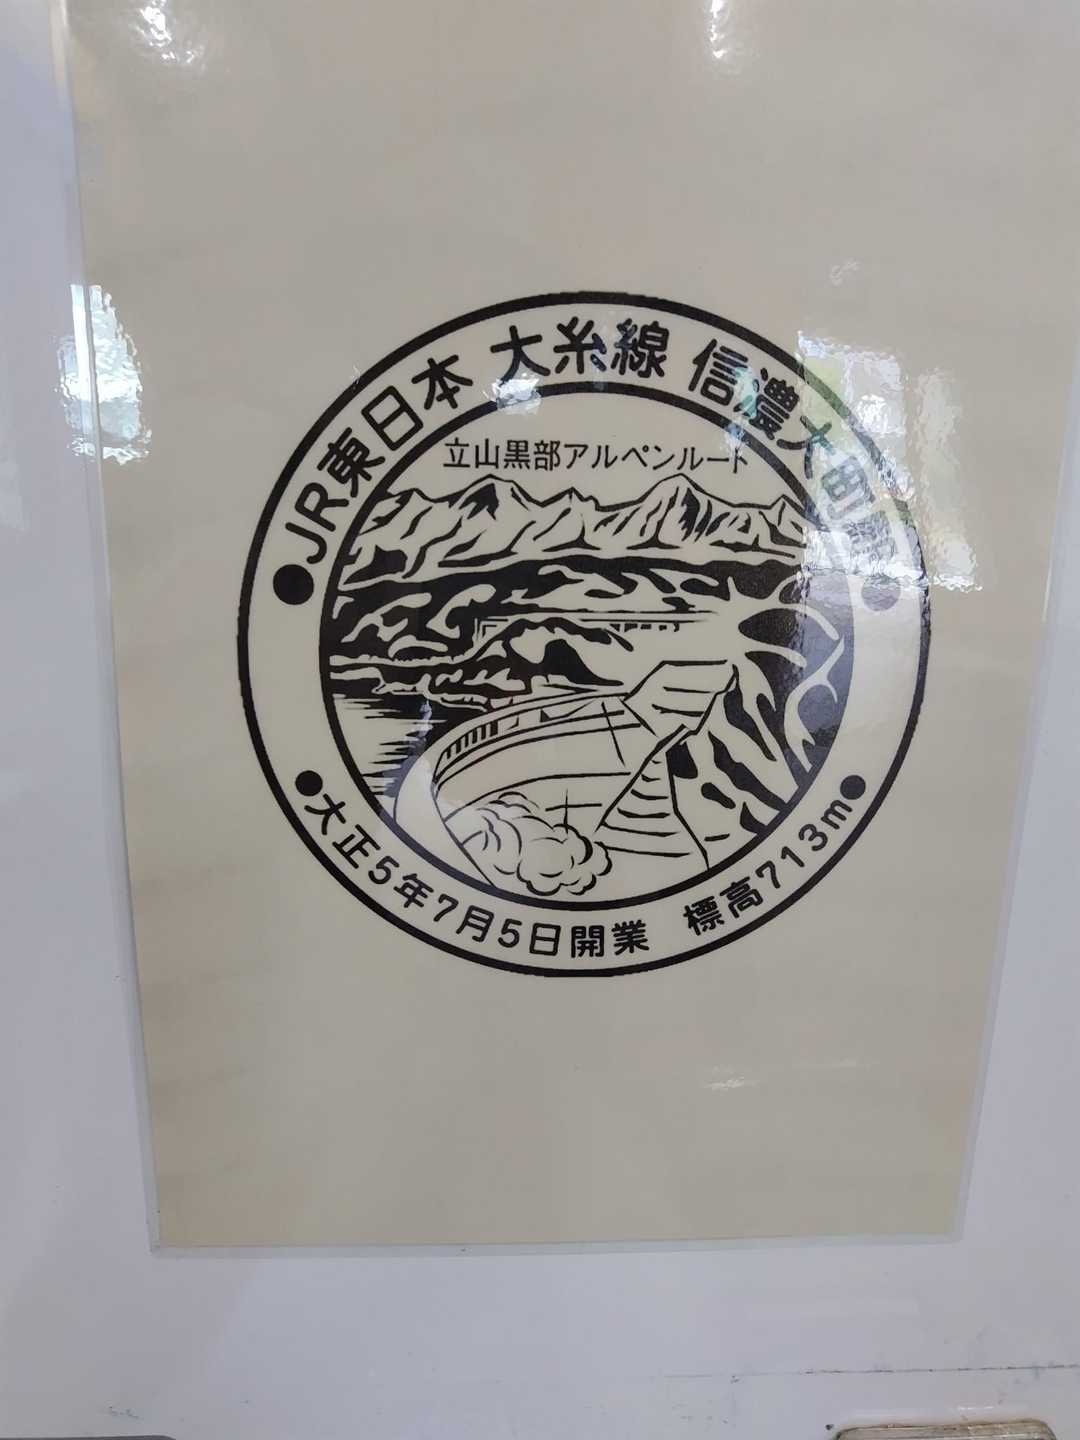 JR東日本 大糸線 信濃大町駅
立山黒部アルペンルート
大正5年7月5日開業 標高713m